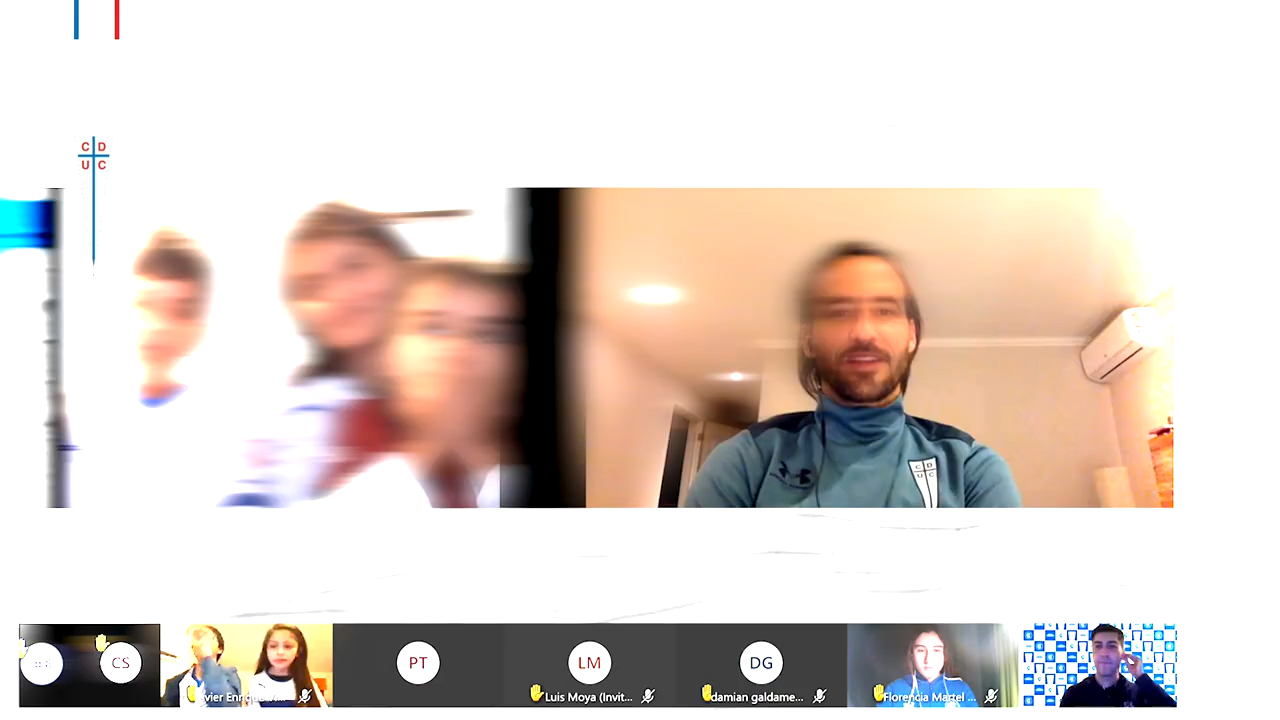 C D
U C
C D
U C
CS
PT
LM
DG
Luis Moya (Invit...
damian galdame...
Florencia Martel ...